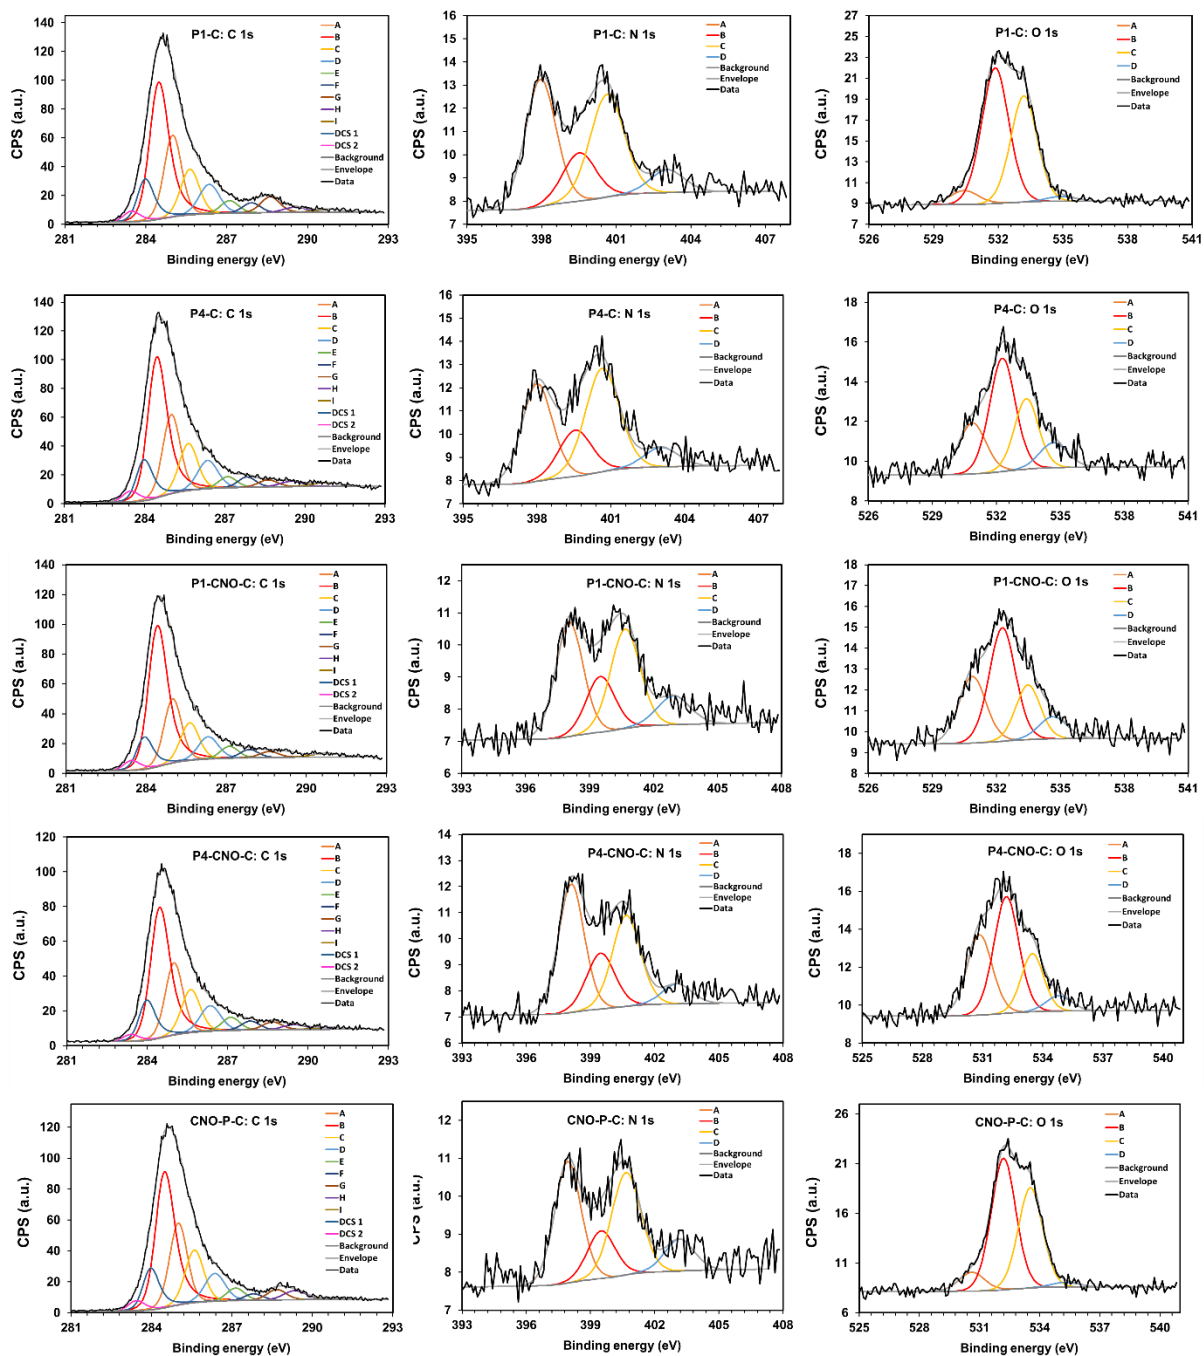 P1-C: C 1s
CPS (a.u.)
140
120
100
80
60
40
20
0
281
284
287
290
293
Binding energy (eV)
A
B
C
D
E
F
G
H
I
DCS 1
DCS 2
Background
Envelope
Data
P1-C: N 1s
CPS (a.u.)
16
15
14
13
12
11
10
9
8
7
395
398
401
404
407
Binding energy (eV)
A
B
C
D
Background
Envelope
Data
P1-C: O 1s
CPS (a.u.)
27
25
23
21
19
17
15
13
11
9
7
526
529
532
535
538
541
Binding energy (eV)
A
B
C
D
Background
Envelope
Data
P4-C: C 1s
CPS (a.u.)
140
120
100
80
60
40
20
0
281
284
287
290
293
Binding energy (eV)
A
B
C
D
E
F
G
H
I
DCS 1
DCS 2
Background
Envelope
Data
P4-C: N 1s
CPS (a.u.)
16
15
14
13
12
11
10
9
8
7
395
398
401
404
407
Binding energy (eV)
A
B
C
D
Background
Envelope
Data
P4-C: O 1s
CPS (a.u.)
18
16
14
12
10
8
526
529
532
535
538
541
Binding energy (eV)
A
B
C
D
Background
Envelope
Data
P1-CNO-C: C 1s
CPS (a.u.)
140
120
100
80
60
40
20
0
281
284
287
290
293
Binding energy (eV)
A
B
C
D
E
F
G
H
I
DCS 1
DCS 2
Background
Envelope
Data
P1-CNO-C: N 1s
CPS (a.u.)
12
11
10
9
8
7
6
393
396
399
402
405
408
Binding energy (eV)
A
B
C
D
Background
Envelope
Data
P1-CNO-C: O 1s
CPS (a.u.)
18
17
16
15
14
13
12
11
10
9
8
526
529
532
535
538
541
Binding energy (eV)
A
B
C
D
Background
Envelope
Data
P4-CNO-C: C 1s
CPS (a.u.)
120
100
80
60
40
20
0
281
284
287
290
293
Binding energy (eV)
A
B
C
D
E
F
G
H
I
DCS 1
DCS 2
Background
Envelope
Data
P4-CNO-C: N 1s
CPS (a.u.)
14
13
12
11
10
9
8
7
6
393
396
399
402
405
408
Binding energy (eV)
A
B
C
D
Background
Envelope
Data
P4-CNO-C: O 1s
CPS (a.u.)
18
16
14
12
10
8
525
528
531
534
537
540
Binding energy (eV)
A
B
C
D
Background
Envelope
Data
CNO-P-C: C 1s
CPS (a.u.)
120
100
80
60
40
20
0
281
284
287
290
293
Binding energy (eV)
A
B
C
D
E
F
G
H
I
DCS 1
DCS 2
Background
Envelope
Data
CNO-P-C: N 1s
CPS (a.u.)
12
11
10
9
8
7
393
396
399
402
405
408
Binding energy (eV)
A
B
C
D
Background
Envelope
Data
CNO-P-C: O 1s
CPS (a.u.)
26
21
16
11
6
525
528
531
534
537
540
Binding energy (eV)
A
B
C
D
Background
Envelope
Data